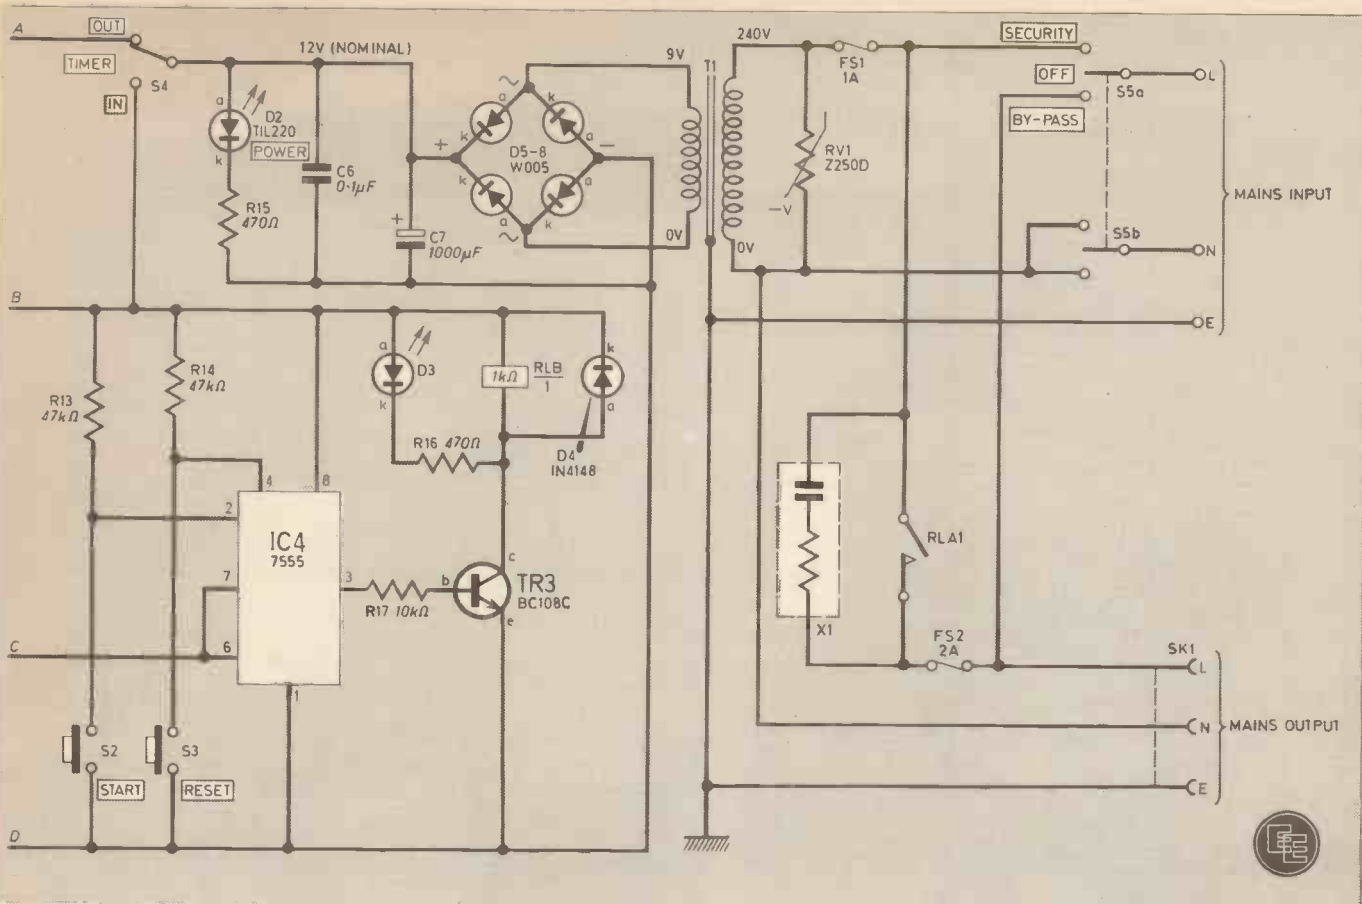 A
OUT
TIMER
IN
S4
12V (NOMINAL)
a
D2
TIL220
POWER
k
R15
470Ω
C6
0·1µF
+
C7
1000µF
+
a
k
k
a
D5-8
W005
k
a
a
k
−
9V
0V
T1
240V
0V
FS1
1A
RV1
Z250D
−V
SECURITY
OFF
BY-PASS
S5a
L
S5b
N
E
MAINS INPUT
B
R13
47kΩ
R14
47kΩ
a
D3
k
R16 470Ω
1kΩ
RLB
1
k
a
D4
IN4148
4
8
2
7
6
3
1
IC4
7555
R17 10kΩ
b
c
e
TR3
BC108C
X1
RLA1
FS2
2A
SK1
L
N
E
MAINS OUTPUT
C
S2
START
S3
RESET
D
EE